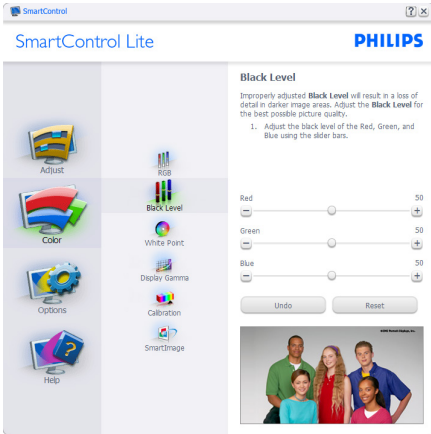 SmartControl
SmartControl Lite
PHILIPS
Adjust
Color
Options
Help
RGB
Black Level
White Point
Display Gamma
Calibration
SmartImage
Black Level
Improperly adjusted Black Level will result in a loss of
detail in darker image areas. Adjust the Black Level for
the best possible picture quality.
1. Adjust the black level of the Red, Green, and
Blue using the slider bars.
Red 50
Green 50
Blue 50
Undo Reset